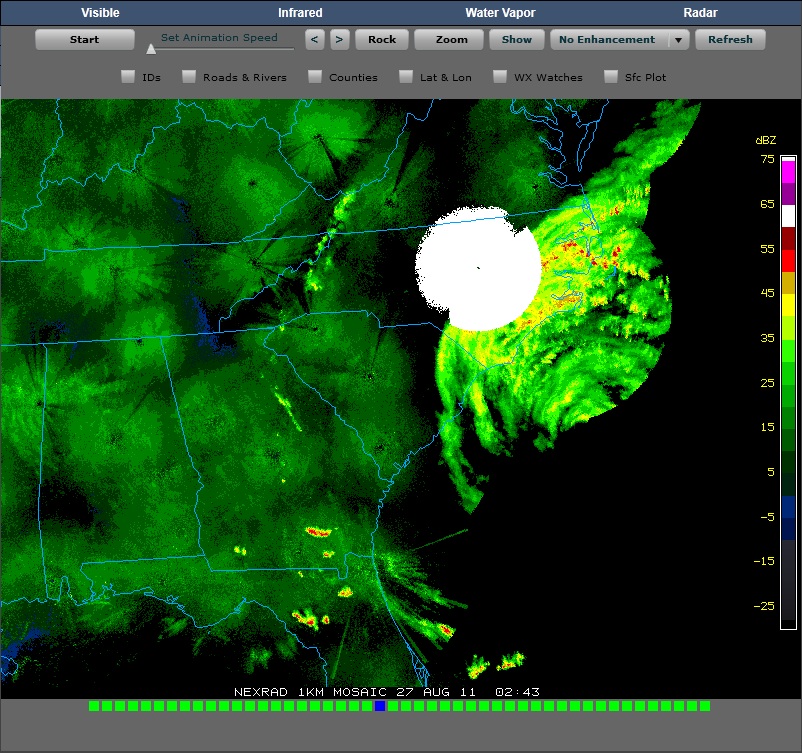 Visible Infrared Water Vapor Radar
Start Set Animation Speed < > Rock Zoom Show No Enhancement Refresh
IDs Roads & Rivers Counties Lat & Lon WX Watches Sfc Plot
dBZ
75
65
55
45
35
25
15
5
-5
-15
-25
NEXRAD 1KM MOSAIC 27 AUG 11 02:43